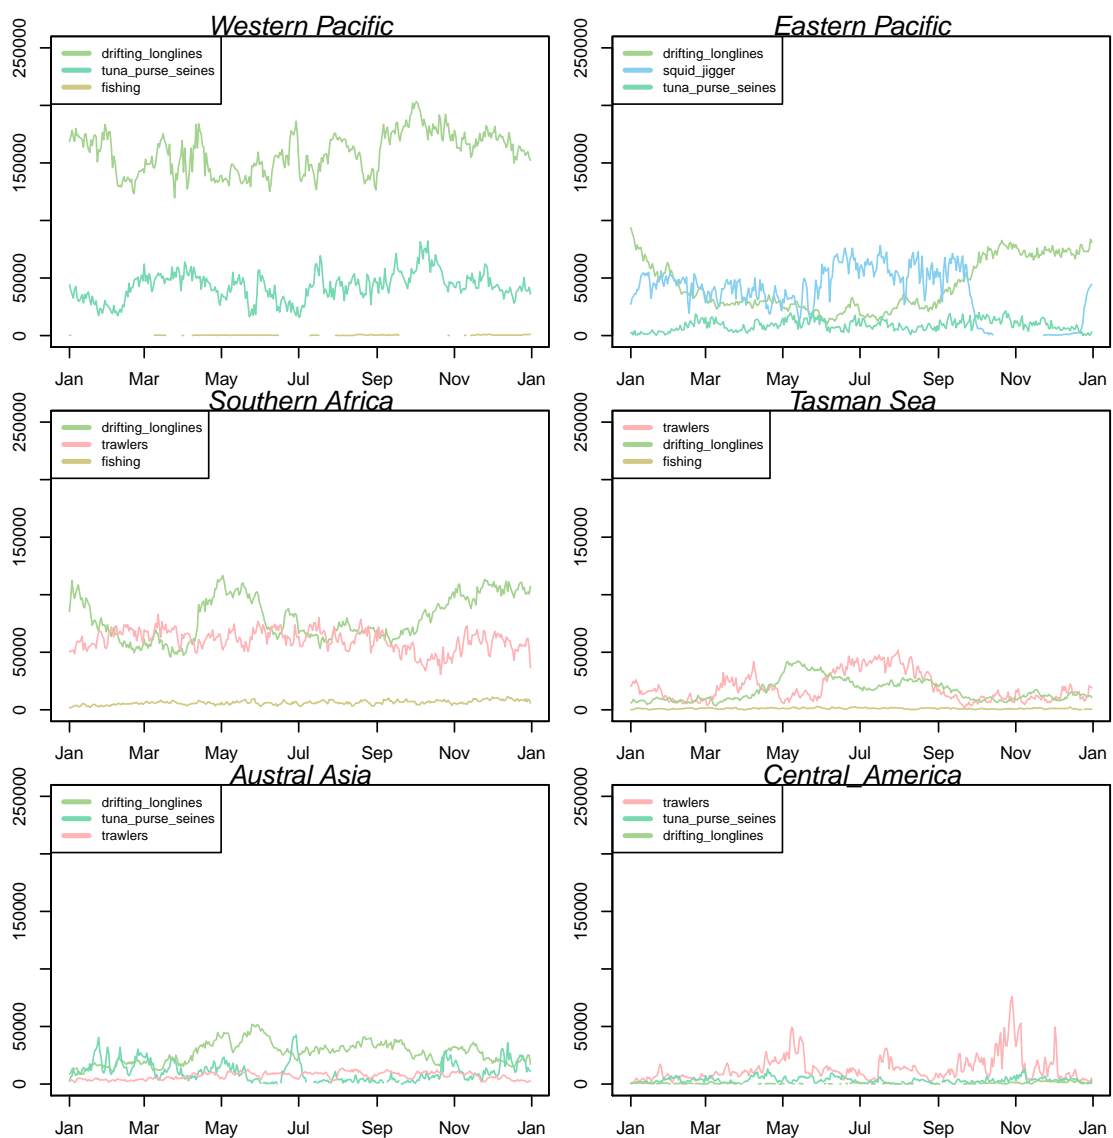 Western Pacific
drifting_longlines
tuna_purse_seines
fishing
0 50000 150000 250000
Jan Mar May Jul Sep Nov Jan
Eastern Pacific
drifting_longlines
squid_jigger
tuna_purse_seines
0 50000 150000 250000
Jan Mar May Jul Sep Nov Jan
Southern Africa
drifting_longlines
trawlers
fishing
0 50000 150000 250000
Jan Mar May Jul Sep Nov Jan
Tasman Sea
trawlers
drifting_longlines
fishing
0 50000 150000 250000
Jan Mar May Jul Sep Nov Jan
Austral Asia
drifting_longlines
tuna_purse_seines
trawlers
0 50000 150000 250000
Jan Mar May Jul Sep Nov Jan
Central_America
trawlers
tuna_purse_seines
drifting_longlines
0 50000 150000 250000
Jan Mar May Jul Sep Nov Jan